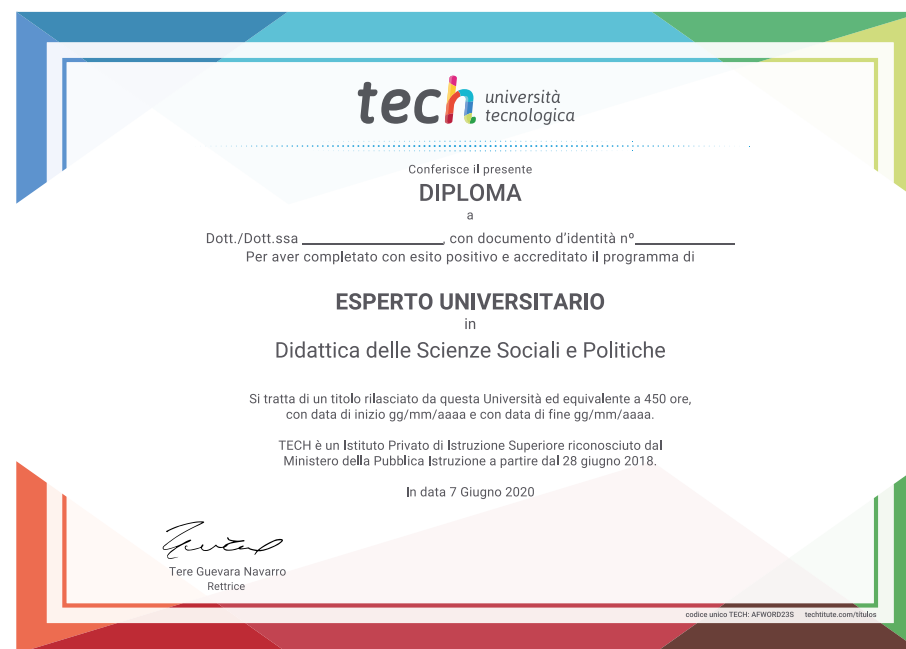 tech università
tecnologica
Conferisce il presente
DIPLOMA
a
Dott./Dott.ssa ____________________, con documento d'identità nº______________
Per aver completato con esito positivo e accreditato il programma di
ESPERTO UNIVERSITARIO
in
Didattica delle Scienze Sociali e Politiche
Si tratta di un titolo rilasciato da questa Università ed equivalente a 450 ore,
con data di inizio gg/mm/aaaa e con data di fine gg/mm/aaaa.
TECH è un Istituto Privato di Istruzione Superiore riconosciuto dal
Ministero della Pubblica Istruzione a partire dal 28 giugno 2018.
In data 7 Giugno 2020
Tere Guevara Navarro
Rettrice
codice unico TECH: AFWORD23S techtitute.com/titulos